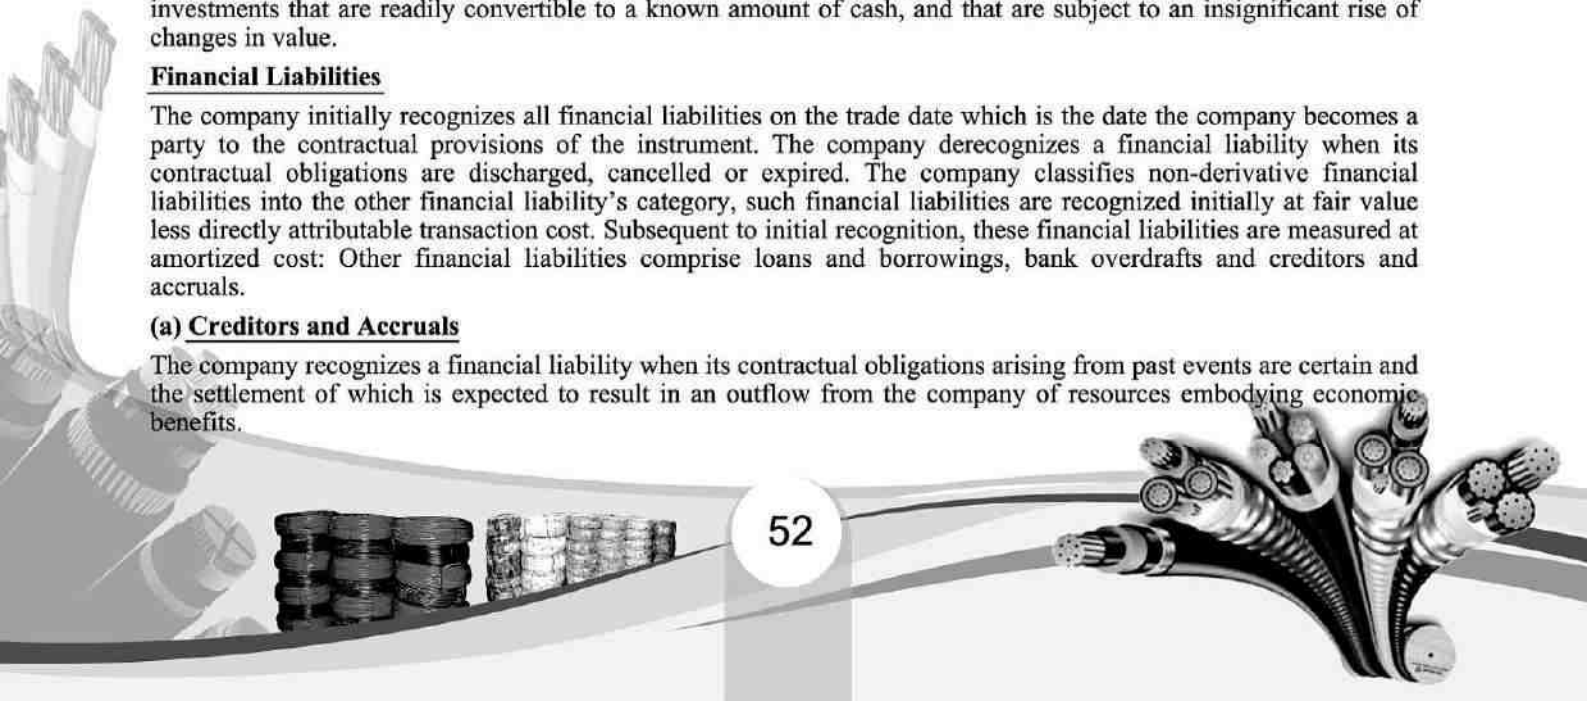 investments that are readily convertible to a known amount of cash, and that are subject to an insignificant rise of
changes in value.
Financial Liabilities
The company initially recognizes all financial liabilities on the trade date which is the date the company becomes a
party to the contractual provisions of the instrument. The company derecognizes a financial liability when its
contractual obligations are discharged, cancelled or expired. The company classifies non-derivative financial
liabilities into the other financial liability’s category, such financial liabilities are recognized initially at fair value
less directly attributable transaction cost. Subsequent to initial recognition, these financial liabilities are measured at
amortized cost: Other financial liabilities comprise loans and borrowings, bank overdrafts and creditors and
accruals.
(a) Creditors and Accruals
The company recognizes a financial liability when its contractual obligations arising from past events are certain and
the settlement of which is expected to result in an outflow from the company of resources embodying economic
benefits.
52